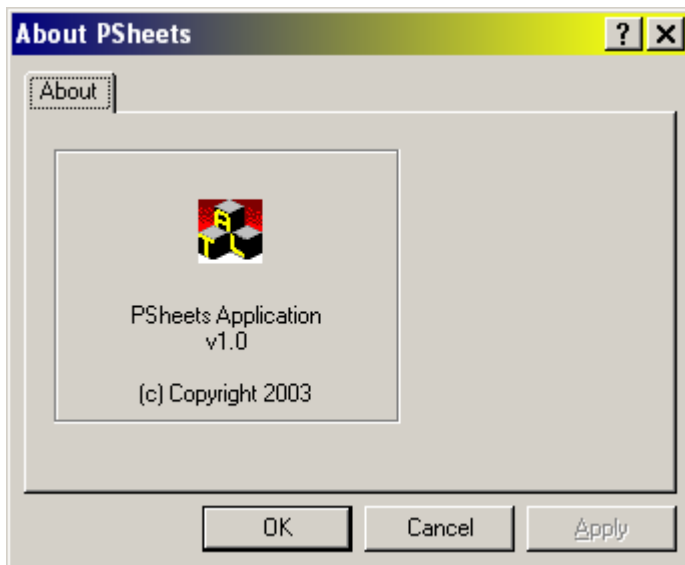 About PSheets
About
PSheets Application
v1.0
(c) Copyright 2003
OK
Cancel
Apply